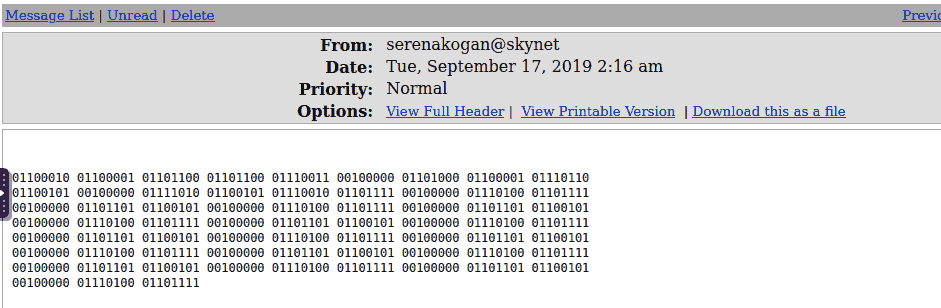 Message List | Unread | Delete
From: serenakogan@skynet
Date: Tue, September 17, 2019 2:16 am
Priority: Normal
Options: View Full Header | View Printable Version | Download this as a file
01100010 01100001 01101100 01101100 01110011 00100000 01101000 01100001 01110110
01100101 00100000 01111010 01100101 01110010 01101111 00100000 01110100 01101111
00100000 01101101 01100101 00100000 01110100 01101111 00100000 01101101 01100101
00100000 01110100 01101111 00100000 01101101 01100101 00100000 01110100 01101111
00100000 01101101 01100101 00100000 01110100 01101111 00100000 01101101 01100101
00100000 01110100 01101111 00100000 01101101 01100101 00100000 01110100 01101111
00100000 01101101 01100101 00100000 01110100 01101111 00100000 01101101 01100101
00100000 01110100 01101111